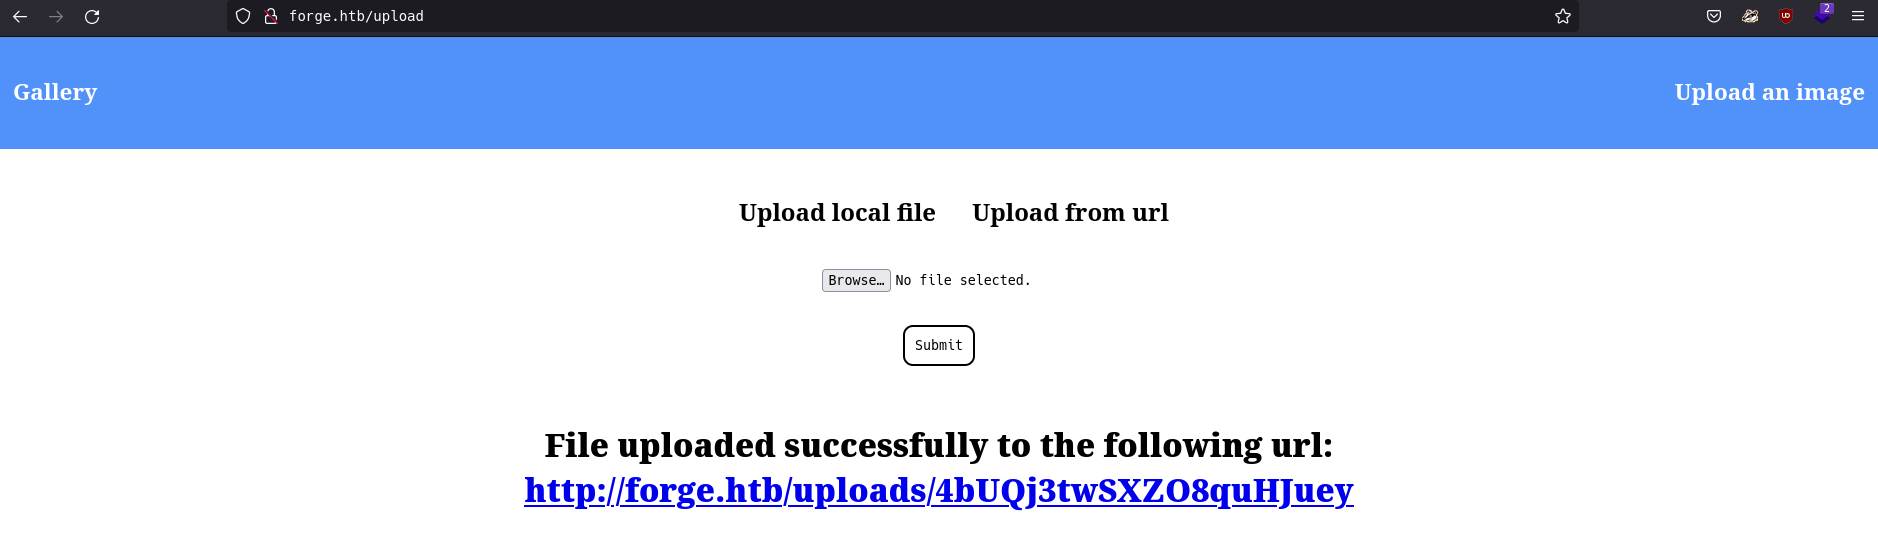 forge.htb/upload
2
Gallery
Upload an image
Upload local file Upload from url
Browse… No file selected.
Submit
File uploaded successfully to the following url:
http://forge.htb/uploads/4bUQj3twSXZO8quHJuey